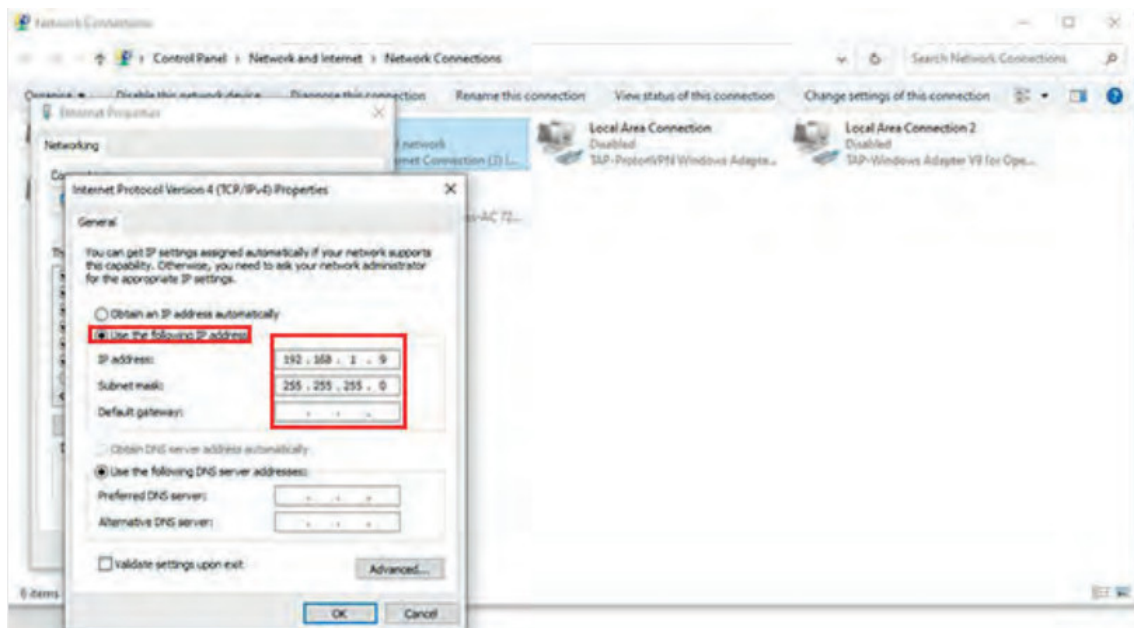 Network Connections
Control Panel › Network and Internet › Network Connections
Search Network Connections
Organise
Disable this network device
Diagnose this connection
Rename this connection
View status of this connection
Change settings of this connection
Ethernet Properties
Networking
network
Local Area Connection
Disabled
TAP-ProtonVPN Windows Adapte...
Local Area Connection 2
Disabled
TAP-Windows Adapter V9 for Ope...
Internet Protocol Version 4 (TCP/IPv4) Properties
General
You can get IP settings assigned automatically if your network supports
this capability. Otherwise, you need to ask your network administrator
for the appropriate IP settings.
Obtain an IP address automatically
Use the following IP address:
IP address: 192 . 168 . 1 . 9
Subnet mask: 255 . 255 . 255 . 0
Default gateway: . . .
Obtain DNS server address automatically
Use the following DNS server addresses:
Preferred DNS server: . . .
Alternative DNS server: . . .
Validate settings upon exit
Advanced...
6 items
OK
Cancel